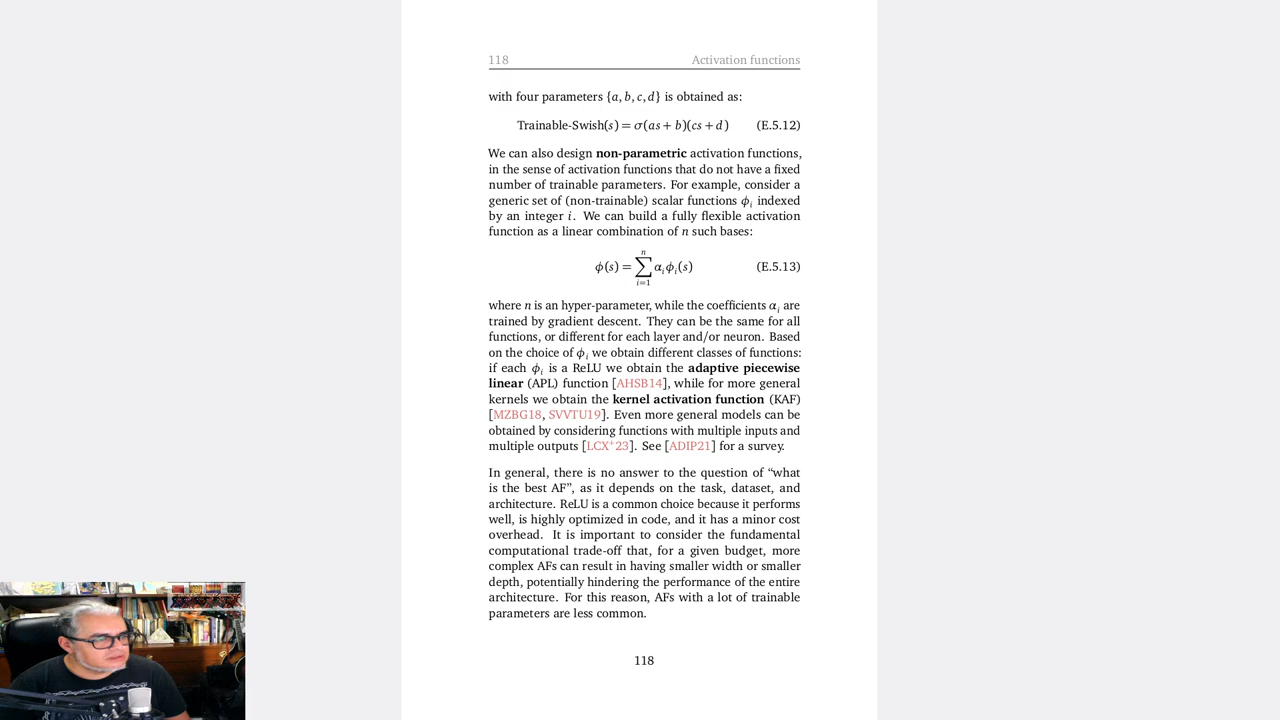 118 Activation functions
with four parameters {a, b, c, d} is obtained as:
Trainable-Swish(s) = σ(as + b)(cs + d) (E.5.12)
We can also design non-parametric activation functions,
in the sense of activation functions that do not have a fixed
number of trainable parameters. For example, consider a
generic set of (non-trainable) scalar functions ϕᵢ indexed
by an integer i. We can build a fully flexible activation
function as a linear combination of n such bases:
ϕ(s) = ∑ⁿᵢ₌₁ αᵢϕᵢ(s) (E.5.13)
where n is an hyper-parameter, while the coefficients αᵢ are
trained by gradient descent. They can be the same for all
functions, or different for each layer and/or neuron. Based
on the choice of ϕᵢ we obtain different classes of functions:
if each ϕᵢ is a ReLU we obtain the adaptive piecewise
linear (APL) function [AHSB14], while for more general
kernels we obtain the kernel activation function (KAF)
[MZBG18, SVVTU19]. Even more general models can be
obtained by considering functions with multiple inputs and
multiple outputs [LCX⁺23]. See [ADIP21] for a survey.
In general, there is no answer to the question of “what
is the best AF”, as it depends on the task, dataset, and
architecture. ReLU is a common choice because it performs
well, is highly optimized in code, and it has a minor cost
overhead. It is important to consider the fundamental
computational trade-off that, for a given budget, more
complex AFs can result in having smaller width or smaller
depth, potentially hindering the performance of the entire
architecture. For this reason, AFs with a lot of trainable
parameters are less common.
118